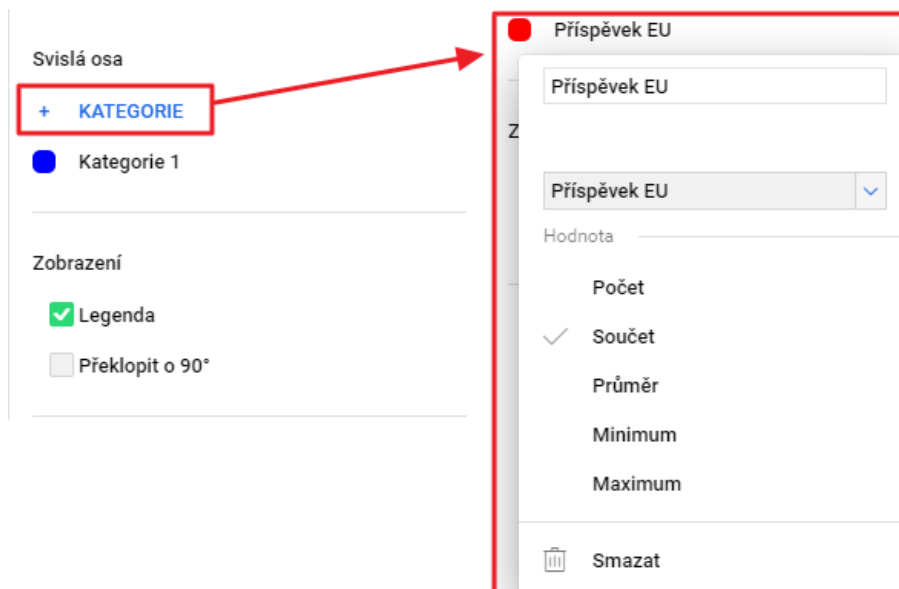 Svislá osa
+ KATEGORIE
Kategorie 1
Zobrazení
Legenda
Překlopit o 90°
Příspěvek EU
Příspěvek EU
Z
Příspěvek EU
Hodnota
Počet
Součet
Průměr
Minimum
Maximum
Smazat